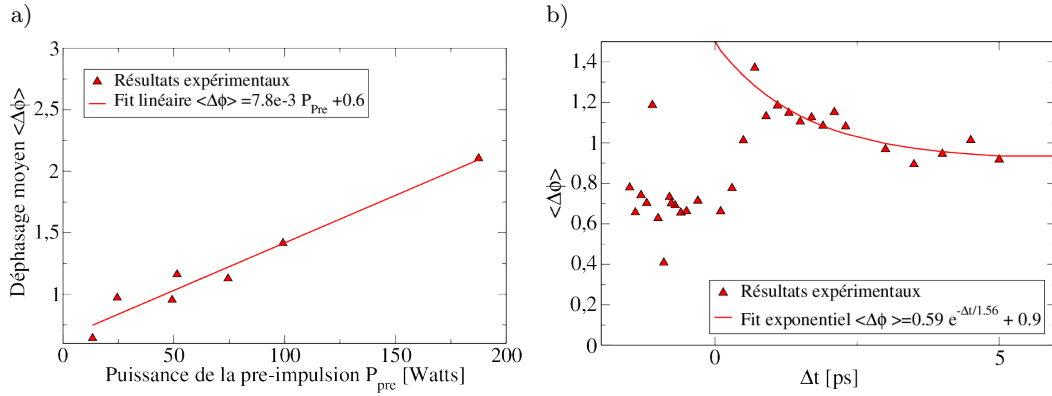 a)
3
2,5
2
1,5
1
0
50
100
150
200
Déphasage moyen <Δϕ>
Puissance de la pre-impulsion P_pre [Watts]
Résultats expérimentaux
Fit linéaire <Δϕ> =7.8e-3 P_Pre +0.6
b)
1,4
1,2
1
0,8
0,6
0,4
0,2
0
0
5
<Δϕ>
Δt [ps]
Résultats expérimentaux
Fit exponentiel <Δϕ >=0.59 e^-Δt/1.56 + 0.9